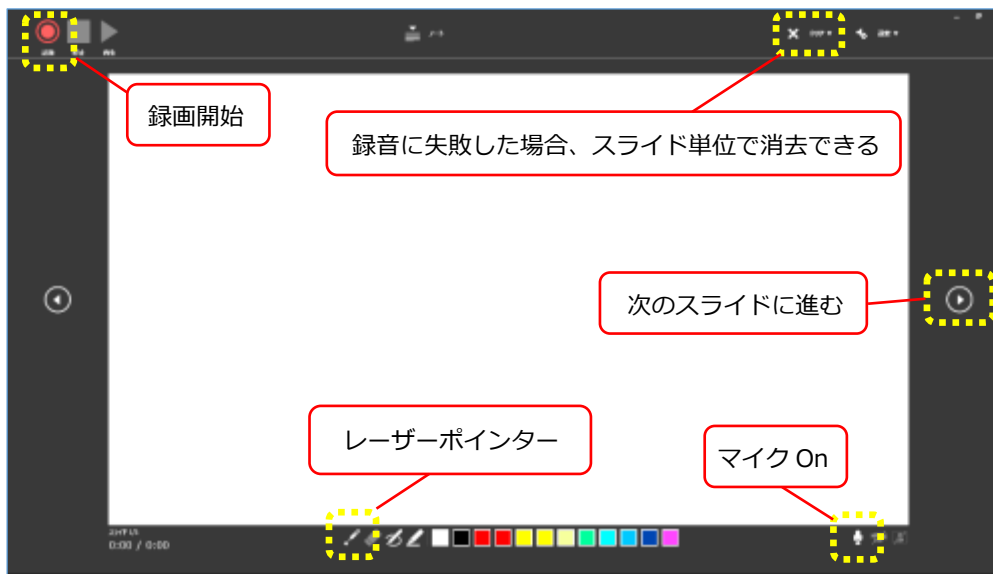 録画開始
録音に失敗した場合、スライド単位で消去できる
次のスライドに進む
レーザーポインター
マイク On
0:00 / 0:00